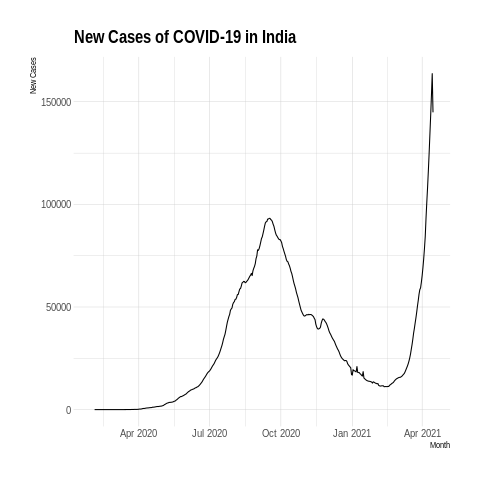 New Cases of COVID-19 in India
New Cases
150000
100000
50000
0
Apr 2020 Jul 2020 Oct 2020 Jan 2021 Apr 2021
Month